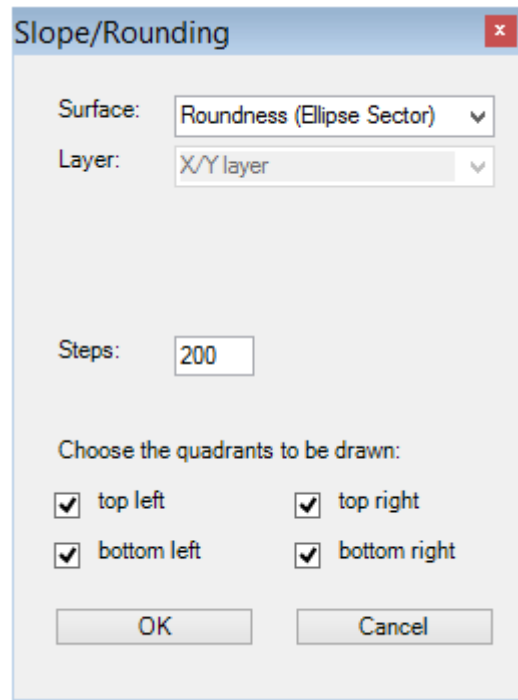 Slope/Rounding
x
Surface: Roundness (Ellipse Sector)
Layer: X/Y layer
Steps: 200
Choose the quadrants to be drawn:
top left top right
bottom left bottom right
OK Cancel